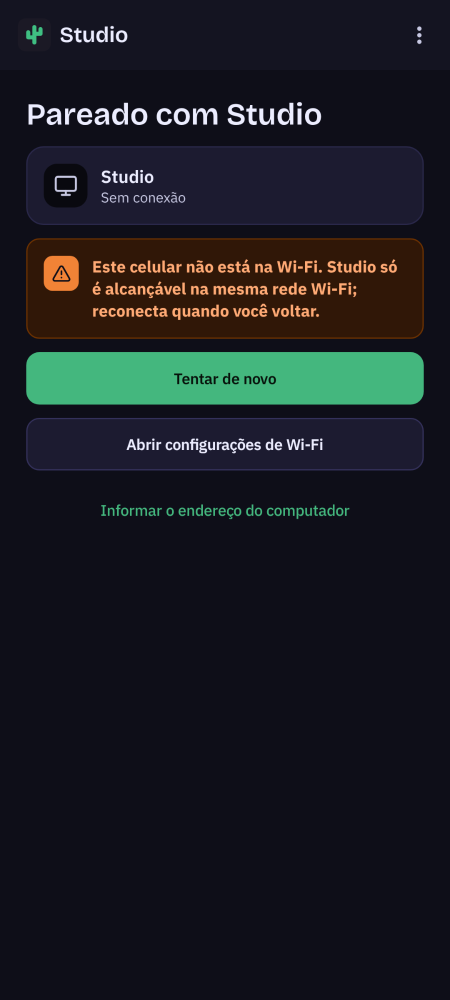 Studio
Pareado com Studio
Studio
Sem conexão
Este celular não está na Wi-Fi. Studio só
é alcançável na mesma rede Wi-Fi;
reconecta quando você voltar.
Tentar de novo
Abrir configurações de Wi-Fi
Informar o endereço do computador